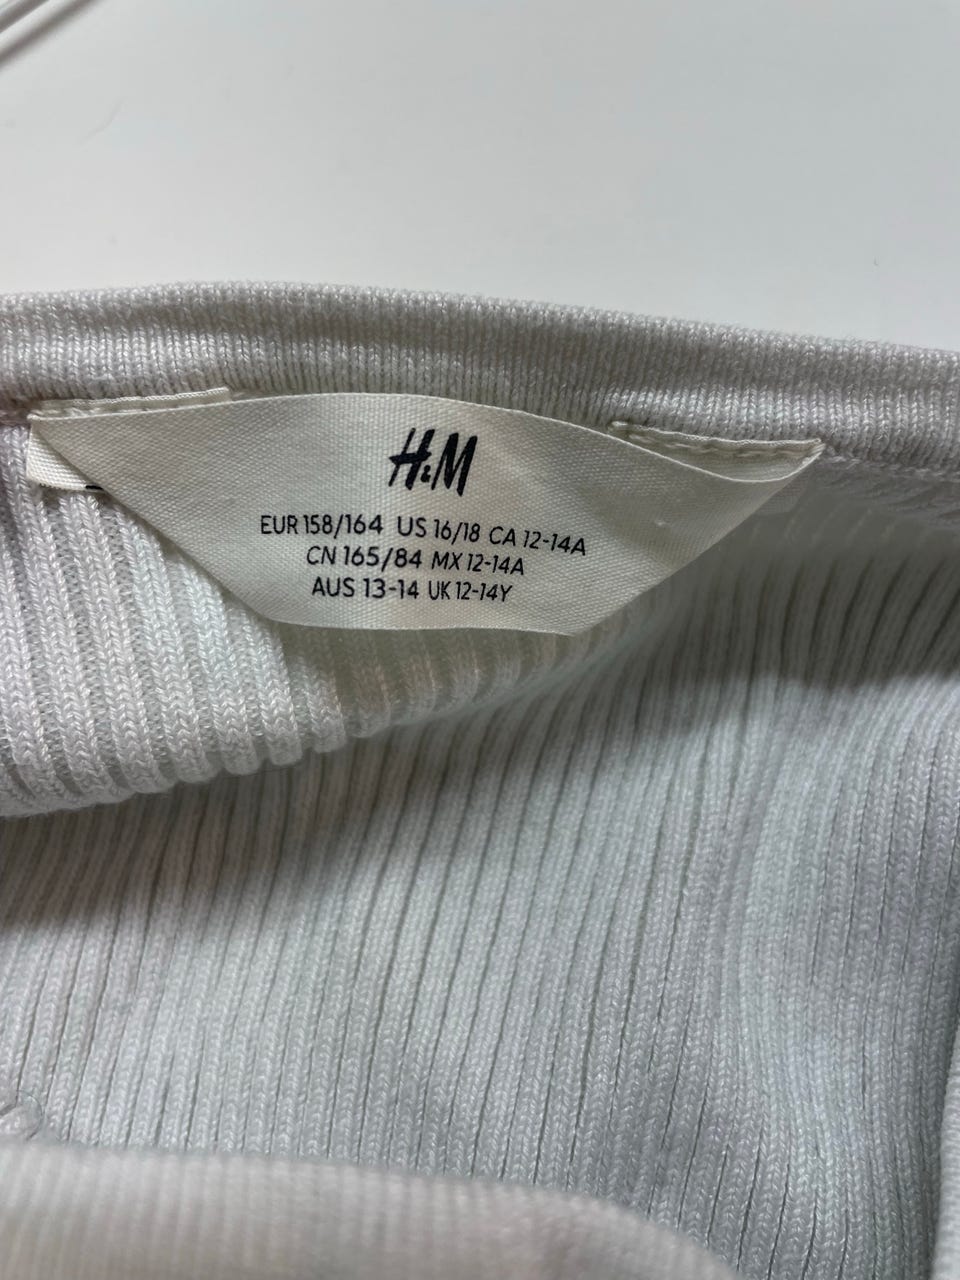 H&M
EUR 158/164 US 16/18 CA 12-14A
CN 165/84 MX 12-14A
AUS 13-14 UK 12-14Y